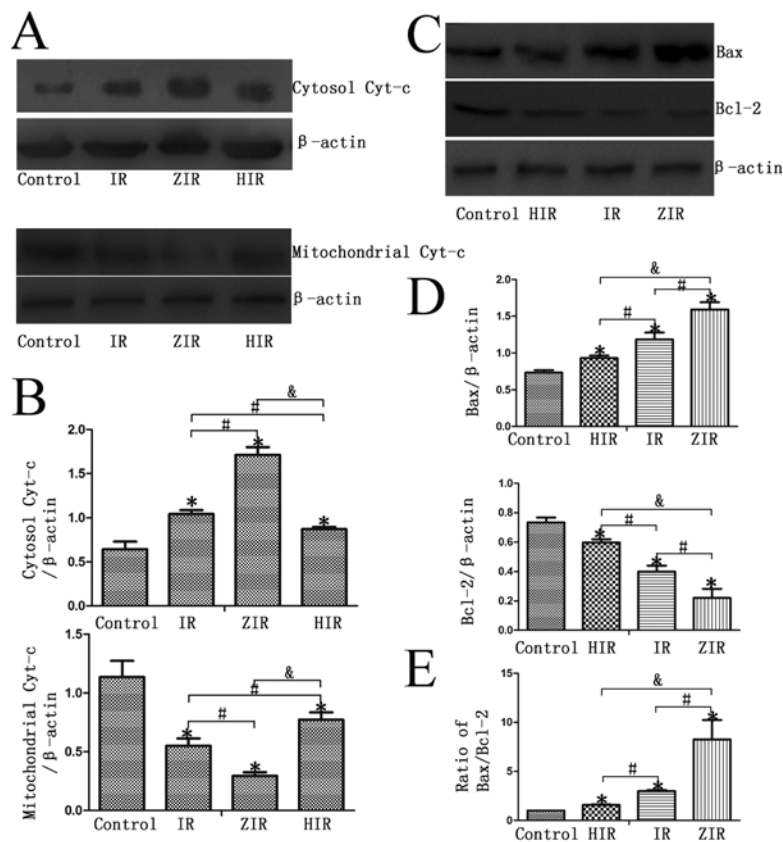 A
Cytosol Cyt-c
β-actin
Control IR ZIR HIR
Mitochondrial Cyt-c
β-actin
Control IR ZIR HIR
B
Cytosol Cyt-c
/β-actin
2.0
1.5
1.0
0.5
0.0
*
*
*
#
#
&
Control IR ZIR HIR
Mitochondrial Cyt-c
/β-actin
1.5
1.0
0.5
0.0
*
*
*
#
#
&
Control IR ZIR HIR
C
Bax
Bcl-2
β-actin
Control HIR IR ZIR
D
Bax/β-actin
2.0
1.5
1.0
0.5
0.0
*
*
*
#
#
&
Control HIR IR ZIR
Bcl-2/β-actin
0.8
0.6
0.4
0.2
0.0
*
*
*
#
#
&
Control HIR IR ZIR
E
Ratio of
Bax/Bcl-2
15
10
5
0
*
*
*
#
#
&
Control HIR IR ZIR